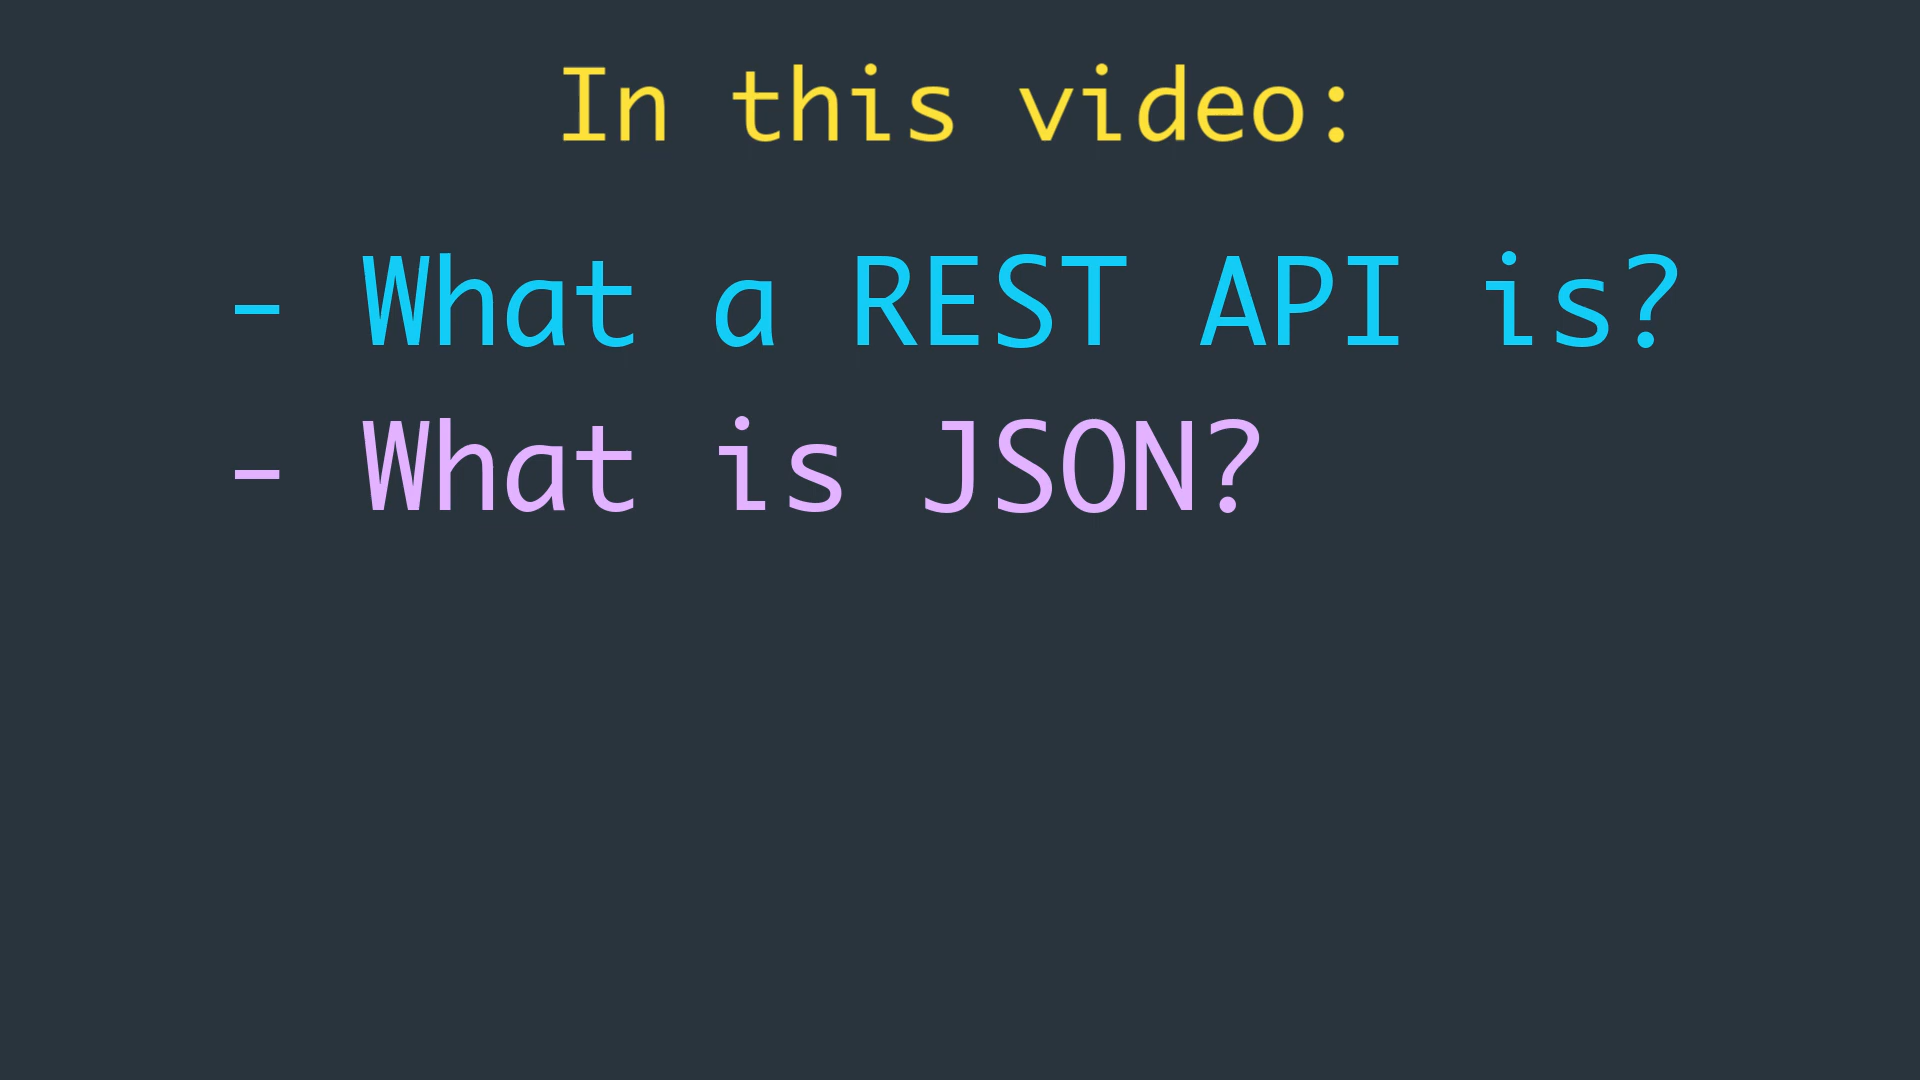 In this video:
- What a REST API is?
- What is JSON?